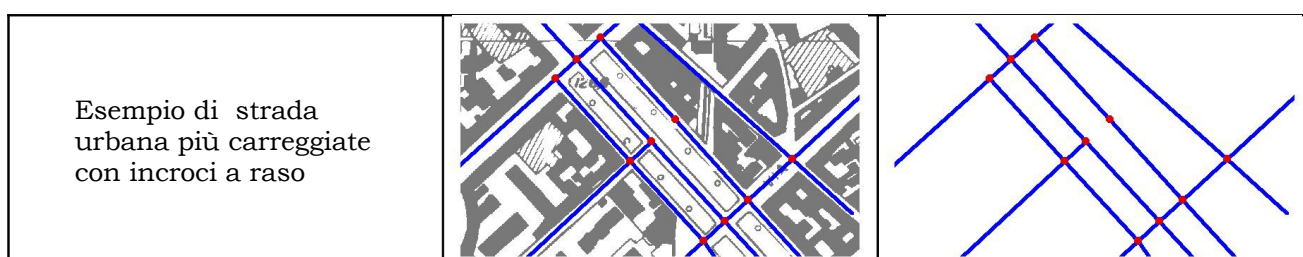 Esempio di strada
urbana più carreggiate
con incroci a raso